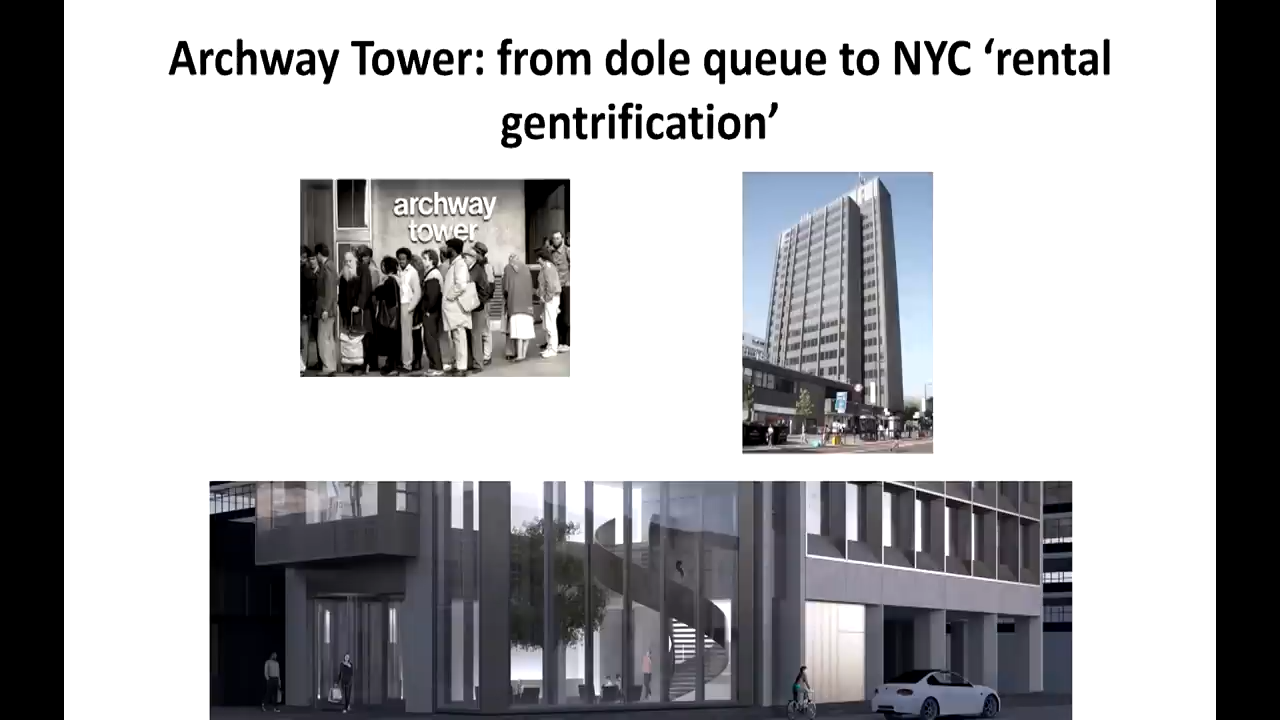 Archway Tower: from dole queue to NYC ‘rental
gentrification’
archway
tower